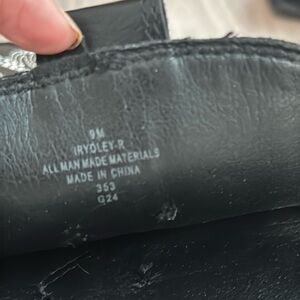 9M
IRYOLEY-R
ALL MAN MADE MATERIALS
MADE IN CHINA
353
G24